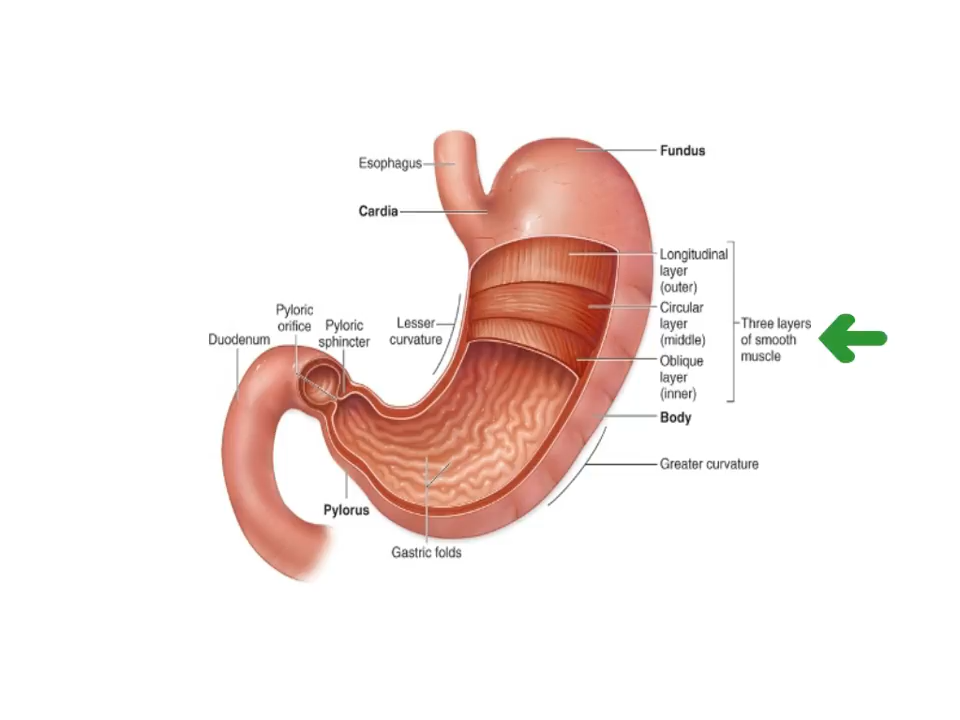 Esophagus
Fundus
Cardia
Longitudinal
layer
(outer)
Circular
layer
(middle)
Oblique
layer
(inner)
Three layers
of smooth
muscle
Lesser
curvature
Pyloric
orifice
Pyloric
sphincter
Duodenum
Body
Greater curvature
Pylorus
Gastric folds